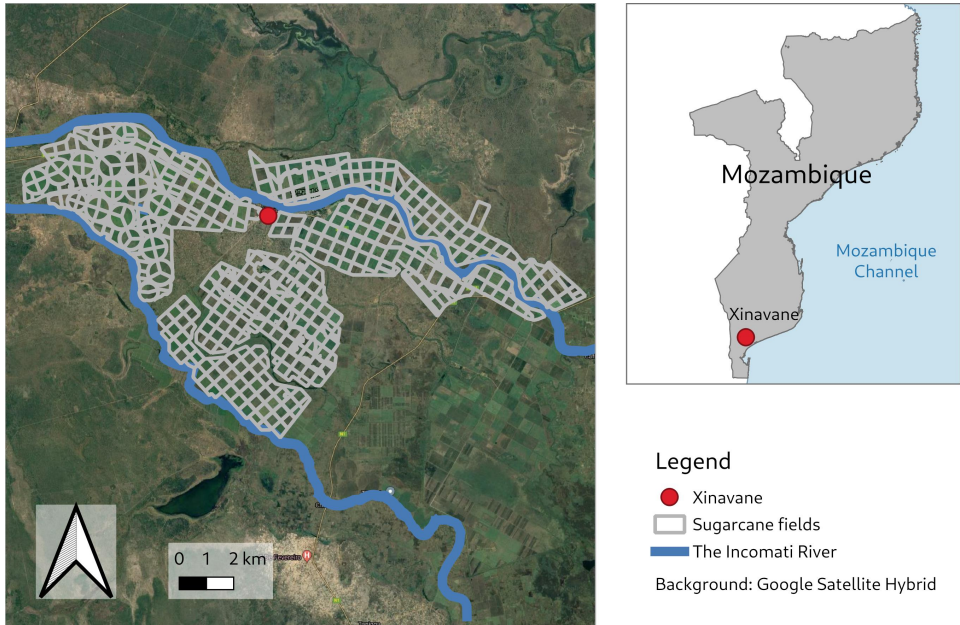 Mozambique
Mozambique
Channel
Xinavane
0 1 2 km
Fevereiro
H
Legend
Xinavane
Sugarcane fields
The Incomati River
Background: Google Satellite Hybrid